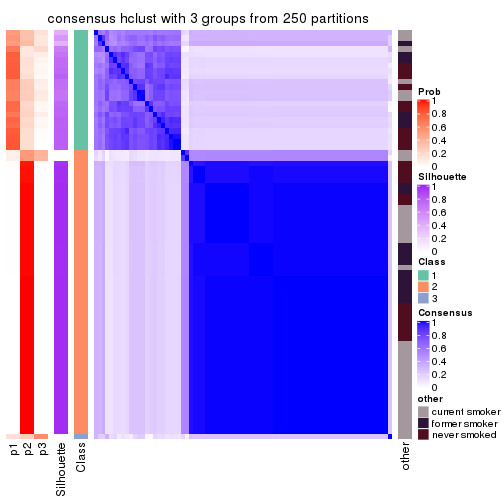 consensus hclust with 3 groups from 250 partitions
Prob
1
0.8
0.6
0.4
0.2
0
Silhouette
1
0.8
0.6
0.4
0.2
0
Class
1
2
3
Consensus
1
0.8
0.6
0.4
0.2
0
other
current smoker
former smoker
never smoked
p1
p2
p3
Silhouette
Class
other